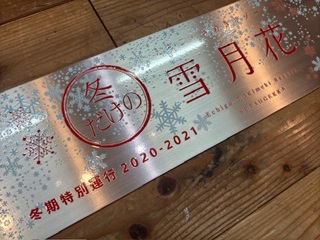 冬
だけの
雪月花
Echigo Tokimeki Resort
SETSUGEKKA
冬期特別運行 2020-2021